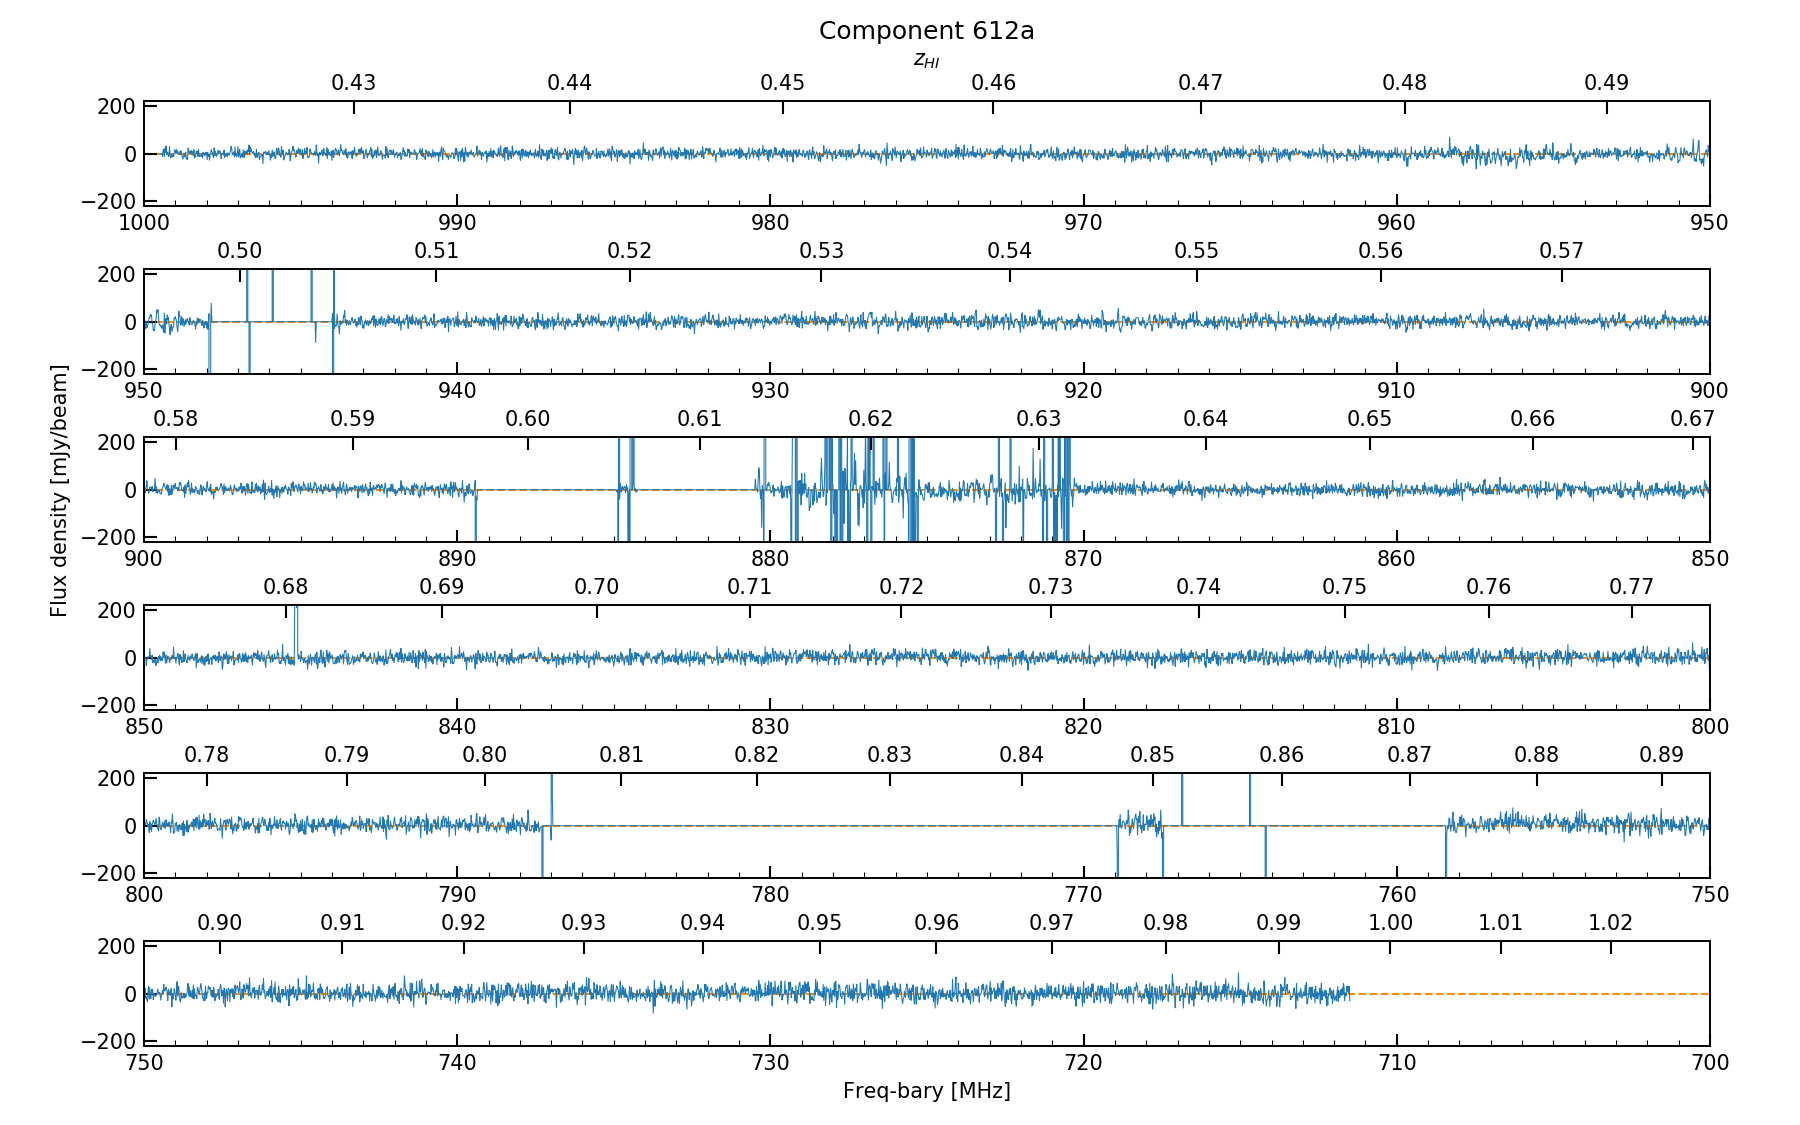 Component 612a
z_HI
0.43 0.44 0.45 0.46 0.47 0.48 0.49
200
0
−200
1000 990 980 970 960 950
0.50 0.51 0.52 0.53 0.54 0.55 0.56 0.57
200
0
−200
950 940 930 920 910 900
0.58 0.59 0.60 0.61 0.62 0.63 0.64 0.65 0.66 0.67
200
0
−200
900 890 880 870 860 850
Flux density [mJy/beam]
0.68 0.69 0.70 0.71 0.72 0.73 0.74 0.75 0.76 0.77
200
0
−200
850 840 830 820 810 800
0.78 0.79 0.80 0.81 0.82 0.83 0.84 0.85 0.86 0.87 0.88 0.89
200
0
−200
800 790 780 770 760 750
0.90 0.91 0.92 0.93 0.94 0.95 0.96 0.97 0.98 0.99 1.00 1.01 1.02
200
0
−200
750 740 730 720 710 700
Freq-bary [MHz]